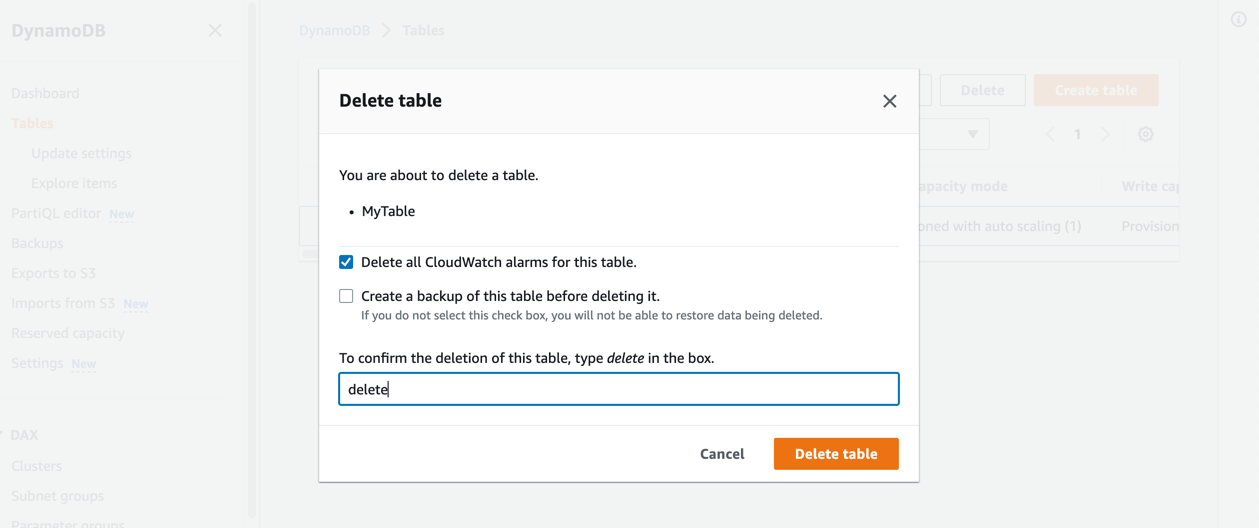 DynamoDB
Dashboard
Tables
Update settings
Explore items
PartiQL editor New
Backups
Exports to S3
Imports from S3 New
Reserved capacity
Settings New
DAX
Clusters
Subnet groups
Parameter groups
DynamoDB > Tables
Delete
Create table
1
apacity mode
Write cap
oned with auto scaling (1)
Provision
Delete table
You are about to delete a table.
• MyTable
Delete all CloudWatch alarms for this table.
Create a backup of this table before deleting it.
If you do not select this check box, you will not be able to restore data being deleted.
To confirm the deletion of this table, type delete in the box.
delete
Cancel
Delete table